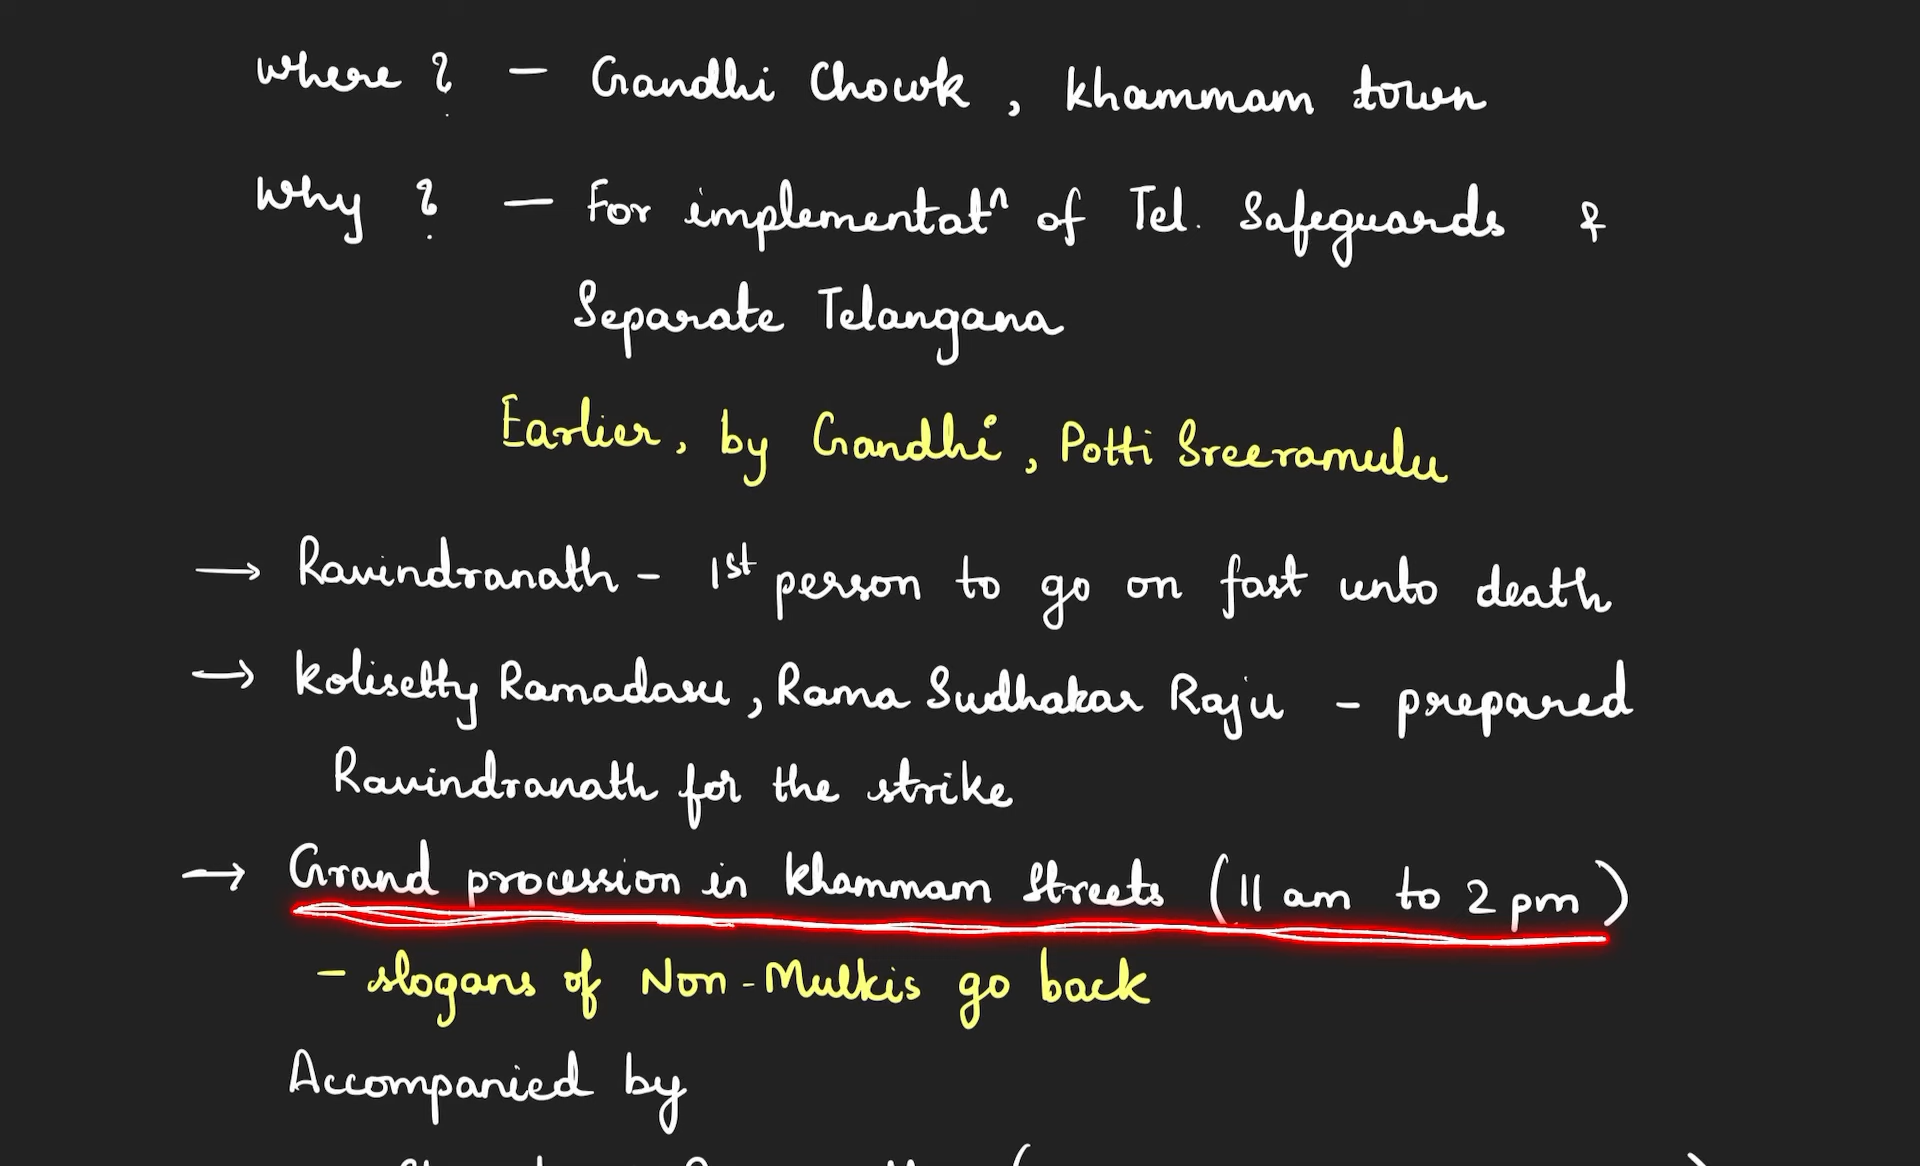 Where ? - Gandhi Chowk, Khammam town
Why ? - For implementatn of Tel. Safeguards &
Separate Telangana
Earlier, by Gandhi, Potti Sreeramulu
→ Ravindranath - 1st person to go on fast unto death
→ Kolisetty Ramadasu, Rama Sudhakar Raju - prepared
Ravindranath for the strike
→ Grand procession in Khammam Streets (11 am to 2 pm)
- slogans of Non-Mulkis go back
Accompanied by